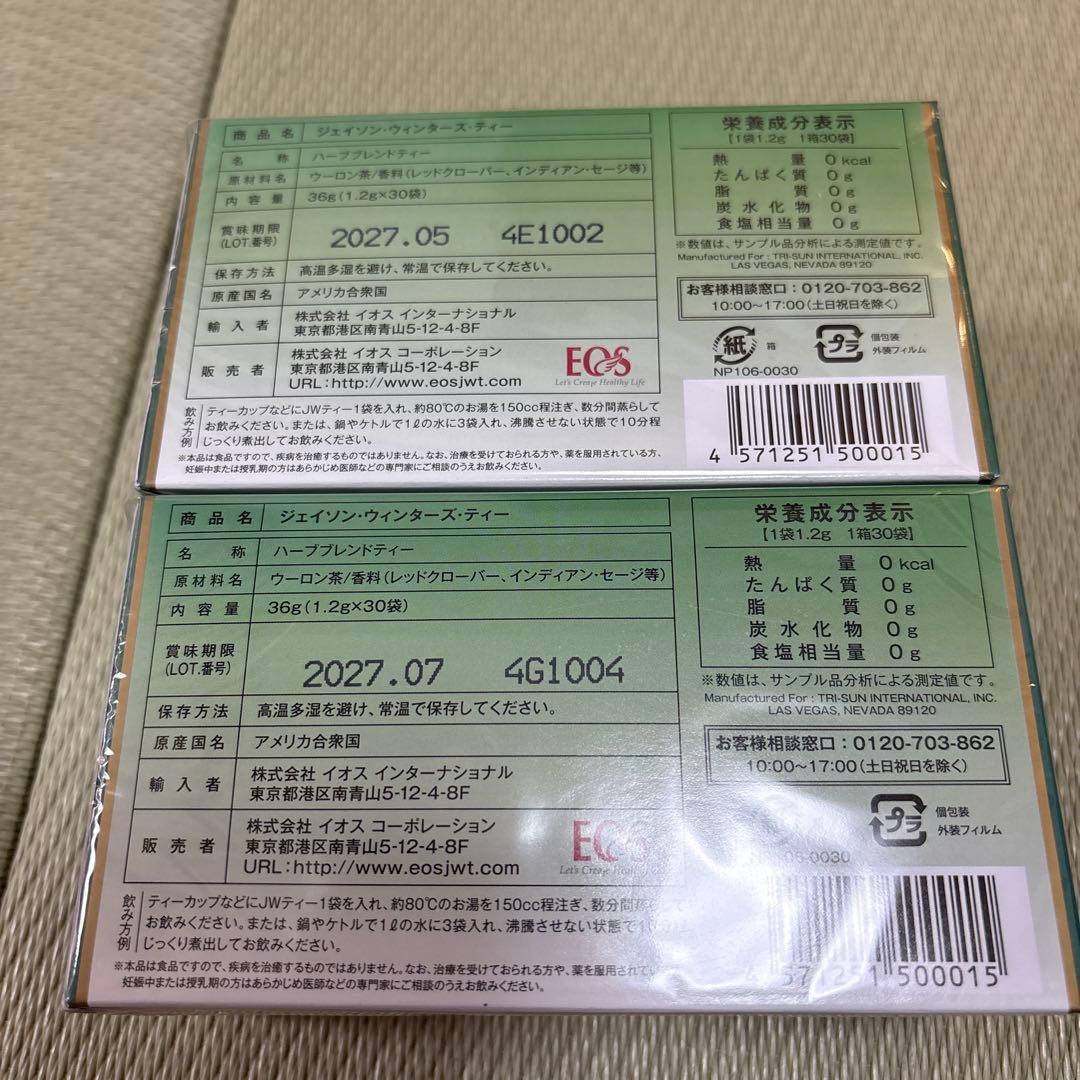 商品名 ジェイソン・ウィンターズ・ティー
名称 ハーブブレンドティー
原材料名 ウーロン茶/香料(レッドクローバー、インディアン・セージ等)
内容量 36g(1.2g×30袋)
賞味期限 (LOT.番号) 2027.05 4E1002
保存方法 高温多湿を避け、常温で保存してください。
原産国名 アメリカ合衆国
輸入者 株式会社 イオス インターナショナル
東京都港区南青山5-12-4-8F
販売者 株式会社 イオス コーポレーション
東京都港区南青山5-12-4-8F
URL:http://www.eosjwt.com
EOS
Let's Create Healthy Life
飲み方例
ティーカップなどにJWティー1袋を入れ、約80℃のお湯を150cc程注ぎ、数分間蒸らして
お飲みください。または、鍋やケトルで1ℓの水に3袋入れ、沸騰させない状態で10分程
じっくり煮出してお飲みください。
※本品は食品ですので、疾病を治癒するものではありません。なお、治療を受けておられる方や、薬を服用されている方、
妊娠中または授乳期の方はあらかじめ医師などの専門家にご相談のうえお飲みください。
栄養成分表示
【1袋1.2g 1箱30袋】
熱量 0 kcal
たんぱく質 0 g
脂質 0 g
炭水化物 0 g
食塩相当量 0 g
※数値は、サンプル品分析による測定値です。
Manufactured For : TRI-SUN INTERNATIONAL, INC.
LAS VEGAS, NEVADA 89120
お客様相談窓口:0120-703-862
10:00〜17:00(土日祝日を除く)
紙 箱
プラ 個包装
外装フィルム
NP106-0030
4 571251 500015
商品名 ジェイソン・ウィンターズ・ティー
名称 ハーブブレンドティー
原材料名 ウーロン茶/香料(レッドクローバー、インディアン・セージ等)
内容量 36g(1.2g×30袋)
賞味期限 (LOT.番号) 2027.07 4G1004
保存方法 高温多湿を避け、常温で保存してください。
原産国名 アメリカ合衆国
輸入者 株式会社 イオス インターナショナル
東京都港区南青山5-12-4-8F
販売者 株式会社 イオス コーポレーション
東京都港区南青山5-12-4-8F
URL:http://www.eosjwt.com
EOS
Let's Create Healthy
飲み方例
ティーカップなどにJWティー1袋を入れ、約80℃のお湯を150cc程注ぎ、数分間蒸らして
お飲みください。または、鍋やケトルで1ℓの水に3袋入れ、沸騰させない状態で
じっくり煮出してお飲みください。
※本品は食品ですので、疾病を治癒するものではありません。なお、治療を受けておられる方や、薬を服用されてい
妊娠中または授乳期の方はあらかじめ医師などの専門家にご相談のうえお飲みください。
栄養成分表示
【1袋1.2g 1箱30袋】
熱量 0 kcal
たんぱく質 0 g
脂質 0 g
炭水化物 0 g
食塩相当量 0 g
※数値は、サンプル品分析による測定値です。
Manufactured For : TRI-SUN INTERNATIONAL, INC.
LAS VEGAS, NEVADA 89120
お客様相談窓口:0120-703-862
10:00〜17:00(土日祝日を除く)
プラ 個包装
外装フィルム
106-0030
4 571251 500015